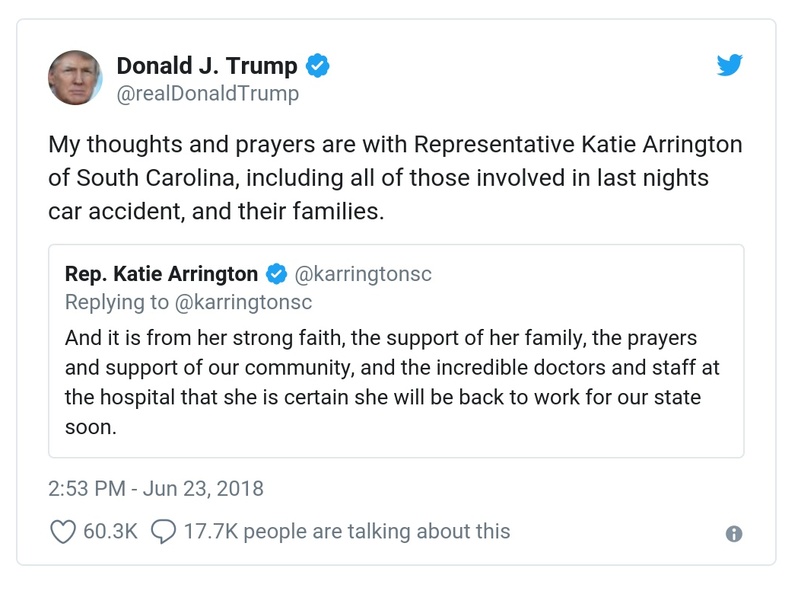 Donald J. Trump
@realDonaldTrump
My thoughts and prayers are with Representative Katie Arrington
of South Carolina, including all of those involved in last nights
car accident, and their families.
Rep. Katie Arrington @karringtonsc
Replying to @karringtonsc
And it is from her strong faith, the support of her family, the prayers
and support of our community, and the incredible doctors and staff at
the hospital that she is certain she will be back to work for our state
soon.
2:53 PM - Jun 23, 2018
60.3K 17.7K people are talking about this